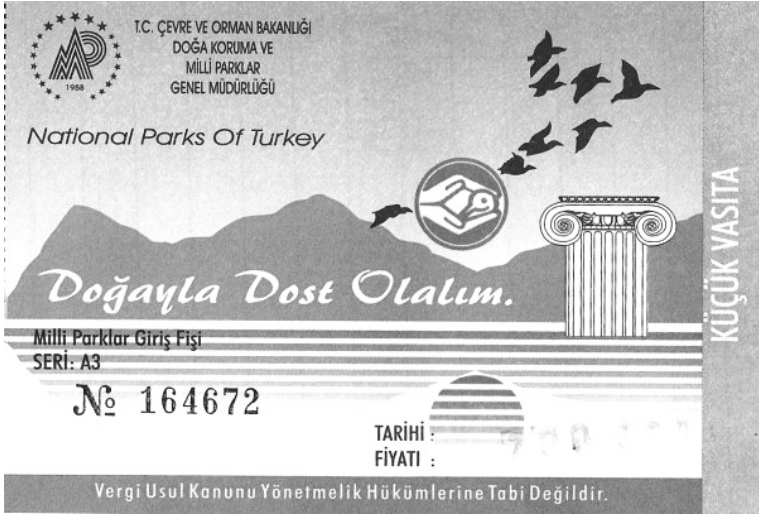 T.C. ÇEVRE VE ORMAN BAKANLIĞI
DOĞA KORUMA VE
MİLLİ PARKLAR
GENEL MÜDÜRLÜĞÜ
1958
National Parks Of Turkey
Doğayla Dost Olalım.
Milli Parklar Giriş Fişi
SERİ: A3
№ 164672
TARİHİ :
FİYATI :
Vergi Usul Kanunu Yönetmelik Hükümlerine Tabi Değildir.
KÜÇÜK VASITA